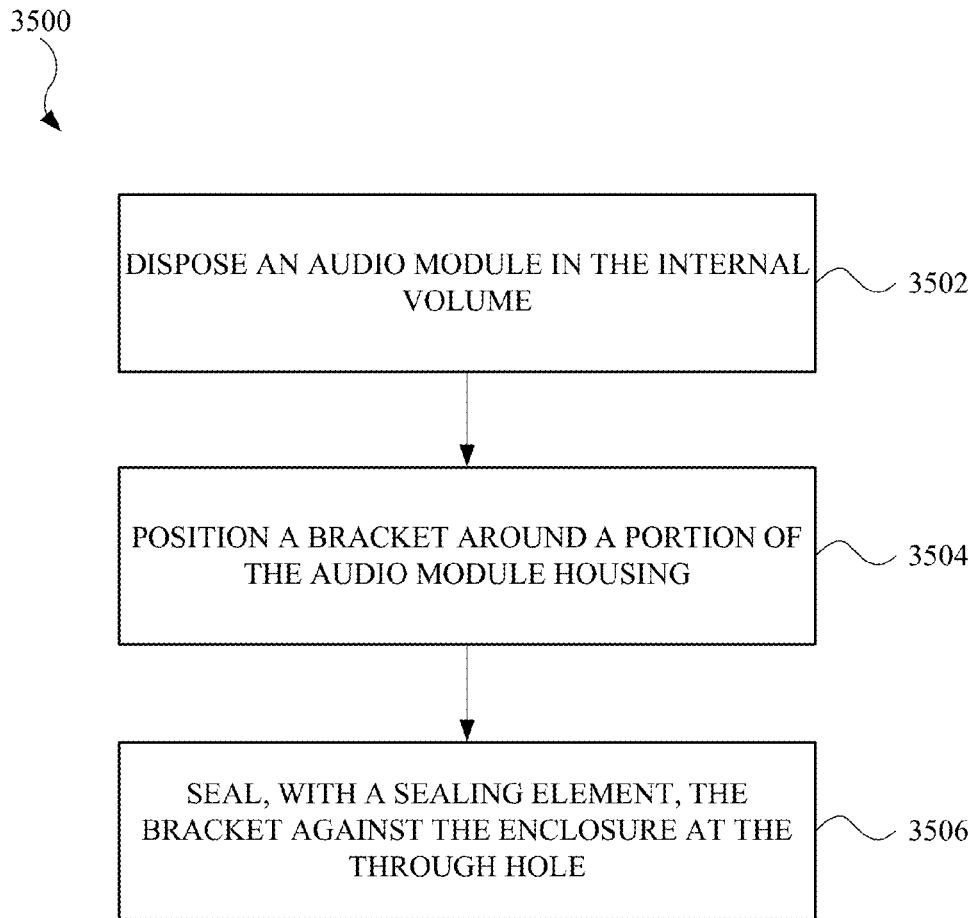 3500
DISPOSE AN AUDIO MODULE IN THE INTERNAL
VOLUME
3502
POSITION A BRACKET AROUND A PORTION OF
THE AUDIO MODULE HOUSING
3504
SEAL, WITH A SEALING ELEMENT, THE
BRACKET AGAINST THE ENCLOSURE AT THE
THROUGH HOLE
3506